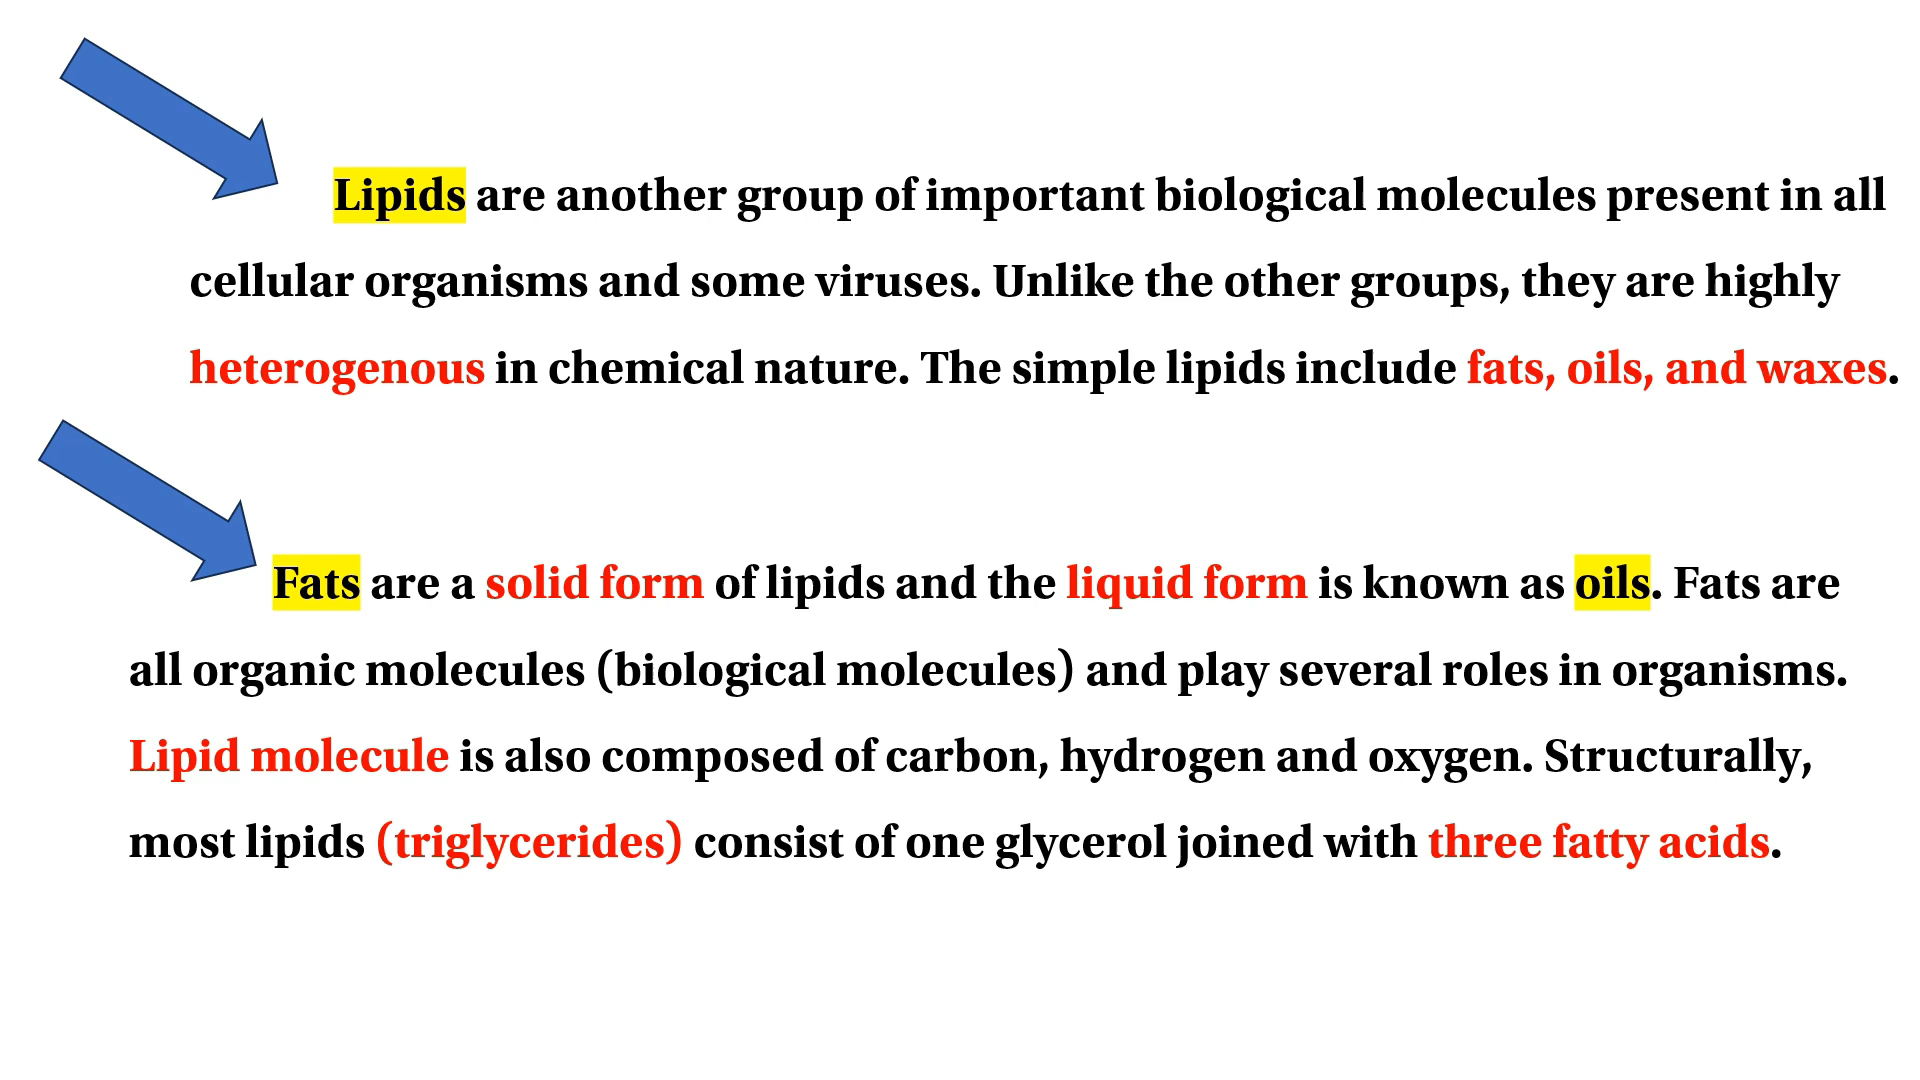 Lipids are another group of important biological molecules present in all
cellular organisms and some viruses. Unlike the other groups, they are highly
heterogenous in chemical nature. The simple lipids include fats, oils, and waxes.
Fats are a solid form of lipids and the liquid form is known as oils. Fats are
all organic molecules (biological molecules) and play several roles in organisms.
Lipid molecule is also composed of carbon, hydrogen and oxygen. Structurally,
most lipids (triglycerides) consist of one glycerol joined with three fatty acids.